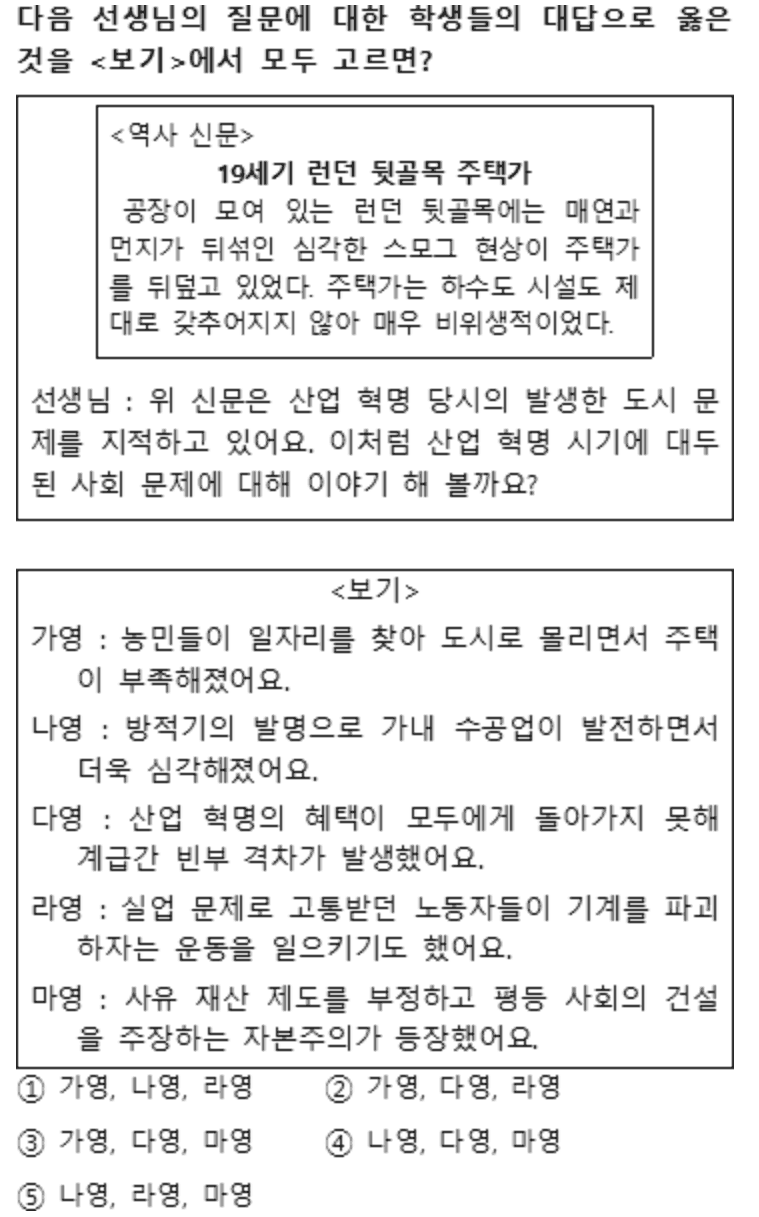 다음 선생님의 질문에 대한 학생들의 대답으로 옳은
것을 <보기>에서 모두 고르면?
<역사 신문>
19세기 런던 뒷골목 주택가
공장이 모여 있는 런던 뒷골목에는 매연과
먼지가 뒤섞인 심각한 스모그 현상이 주택가
를 뒤덮고 있었다. 주택가는 하수도 시설도 제
대로 갖추어지지 않아 매우 비위생적이었다.
선생님 : 위 신문은 산업 혁명 당시의 발생한 도시 문
제를 지적하고 있어요. 이처럼 산업 혁명 시기에 대두
된 사회 문제에 대해 이야기 해 볼까요?
<보기>
가영 : 농민들이 일자리를 찾아 도시로 몰리면서 주택
이 부족해졌어요.
나영 : 방적기의 발명으로 가내 수공업이 발전하면서
더욱 심각해졌어요.
다영 : 산업 혁명의 혜택이 모두에게 돌아가지 못해
계급간 빈부 격차가 발생했어요.
라영 : 실업 문제로 고통받던 노동자들이 기계를 파괴
하자는 운동을 일으키기도 했어요.
마영 : 사유 재산 제도를 부정하고 평등 사회의 건설
을 주장하는 자본주의가 등장했어요.
① 가영, 나영, 라영 ② 가영, 다영, 라영
③ 가영, 다영, 마영 ④ 나영, 다영, 마영
⑤ 나영, 라영, 마영